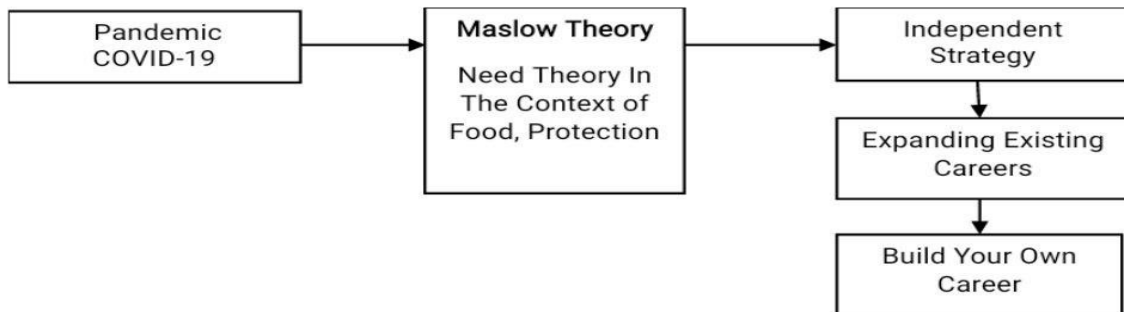 Pandemic
COVID-19
Maslow Theory
Need Theory In
The Context of
Food, Protection
Independent
Strategy
Expanding Existing
Careers
Build Your Own
Career